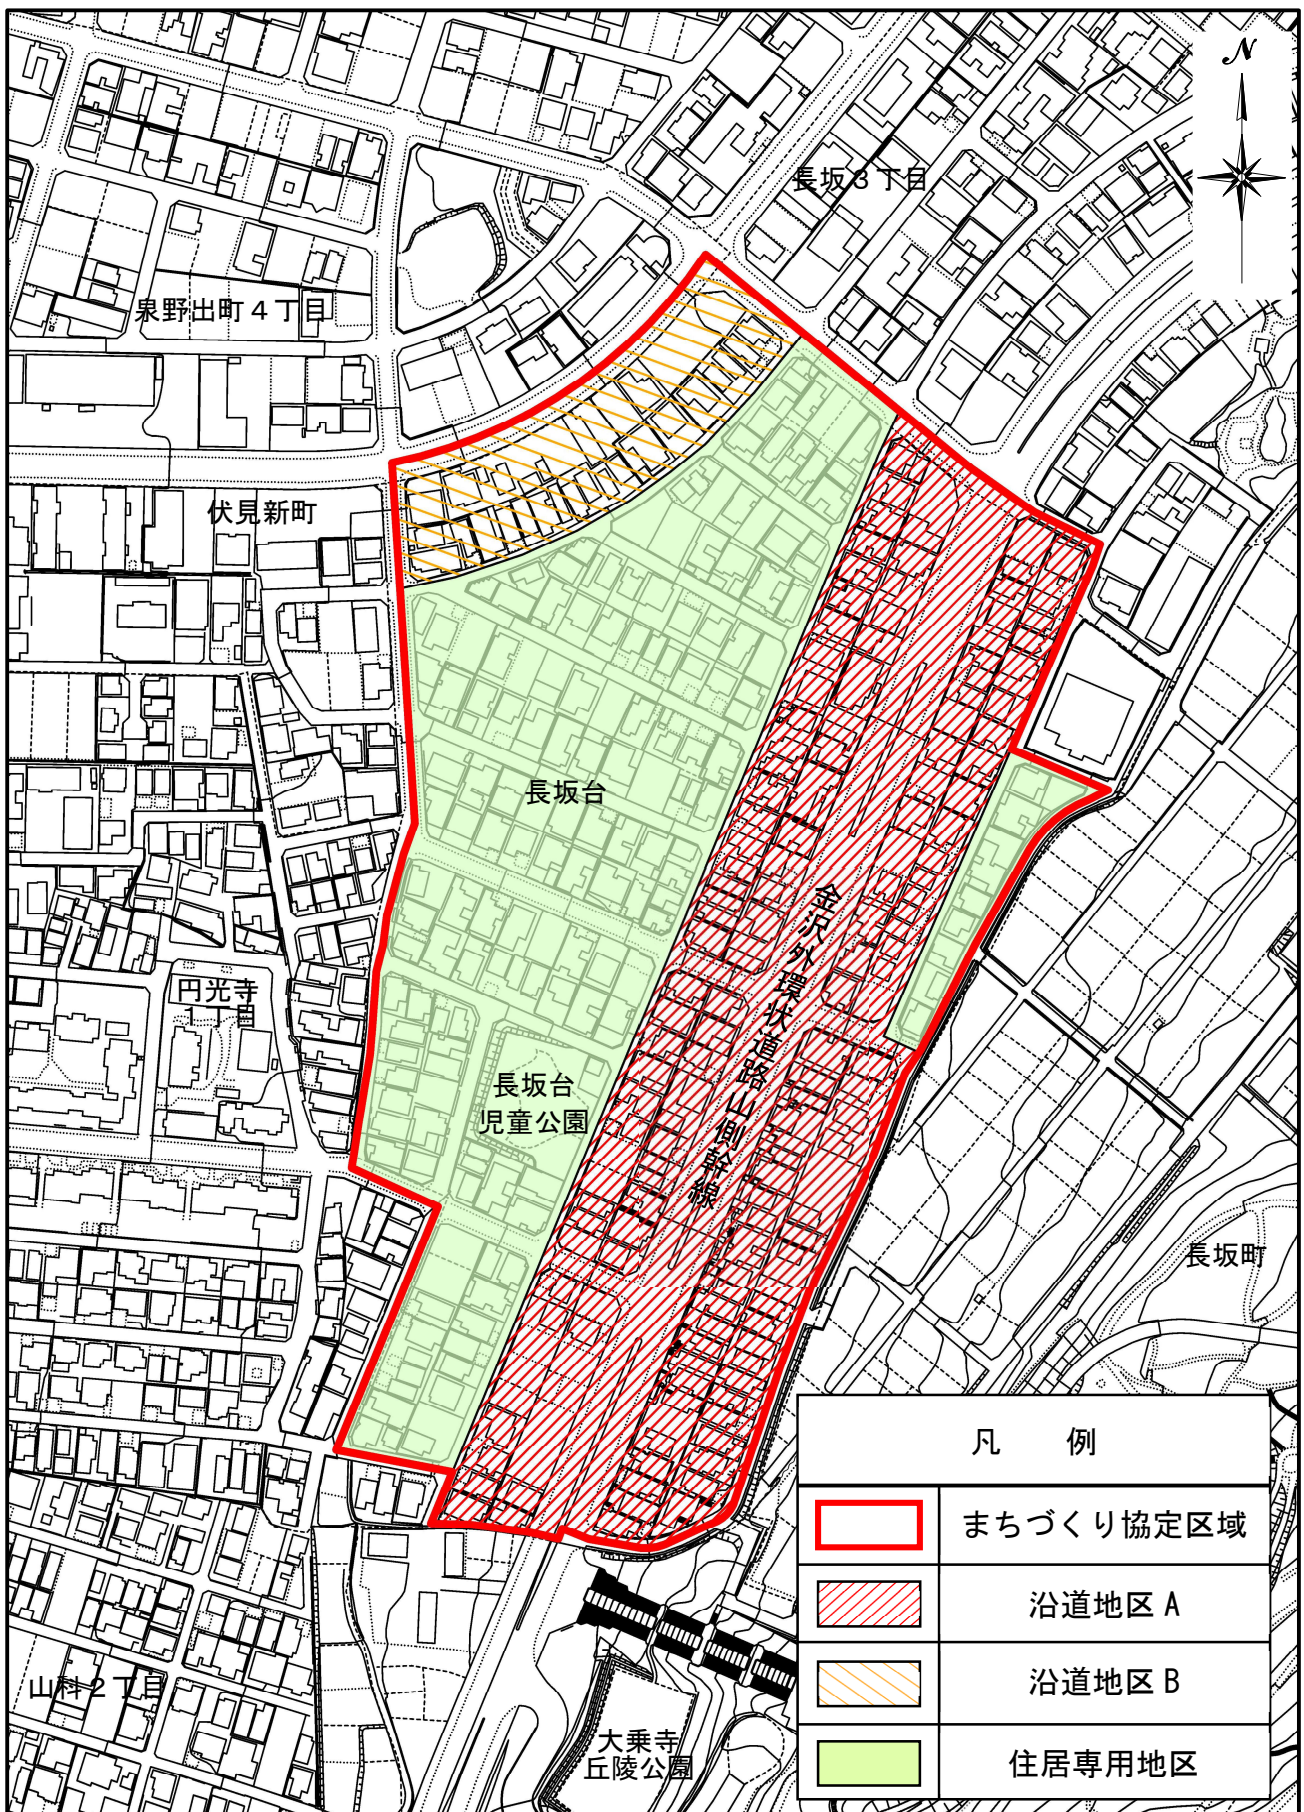 N
長坂3丁目
泉野出町4丁目
伏見新町
長坂台
金沢外環状道路山側幹線
円光寺
1丁目
長坂台
児童公園
長坂町
山科2丁目
大乗寺
丘陵公園
凡 例
まちづくり協定区域
沿道地区A
沿道地区B
住居専用地区